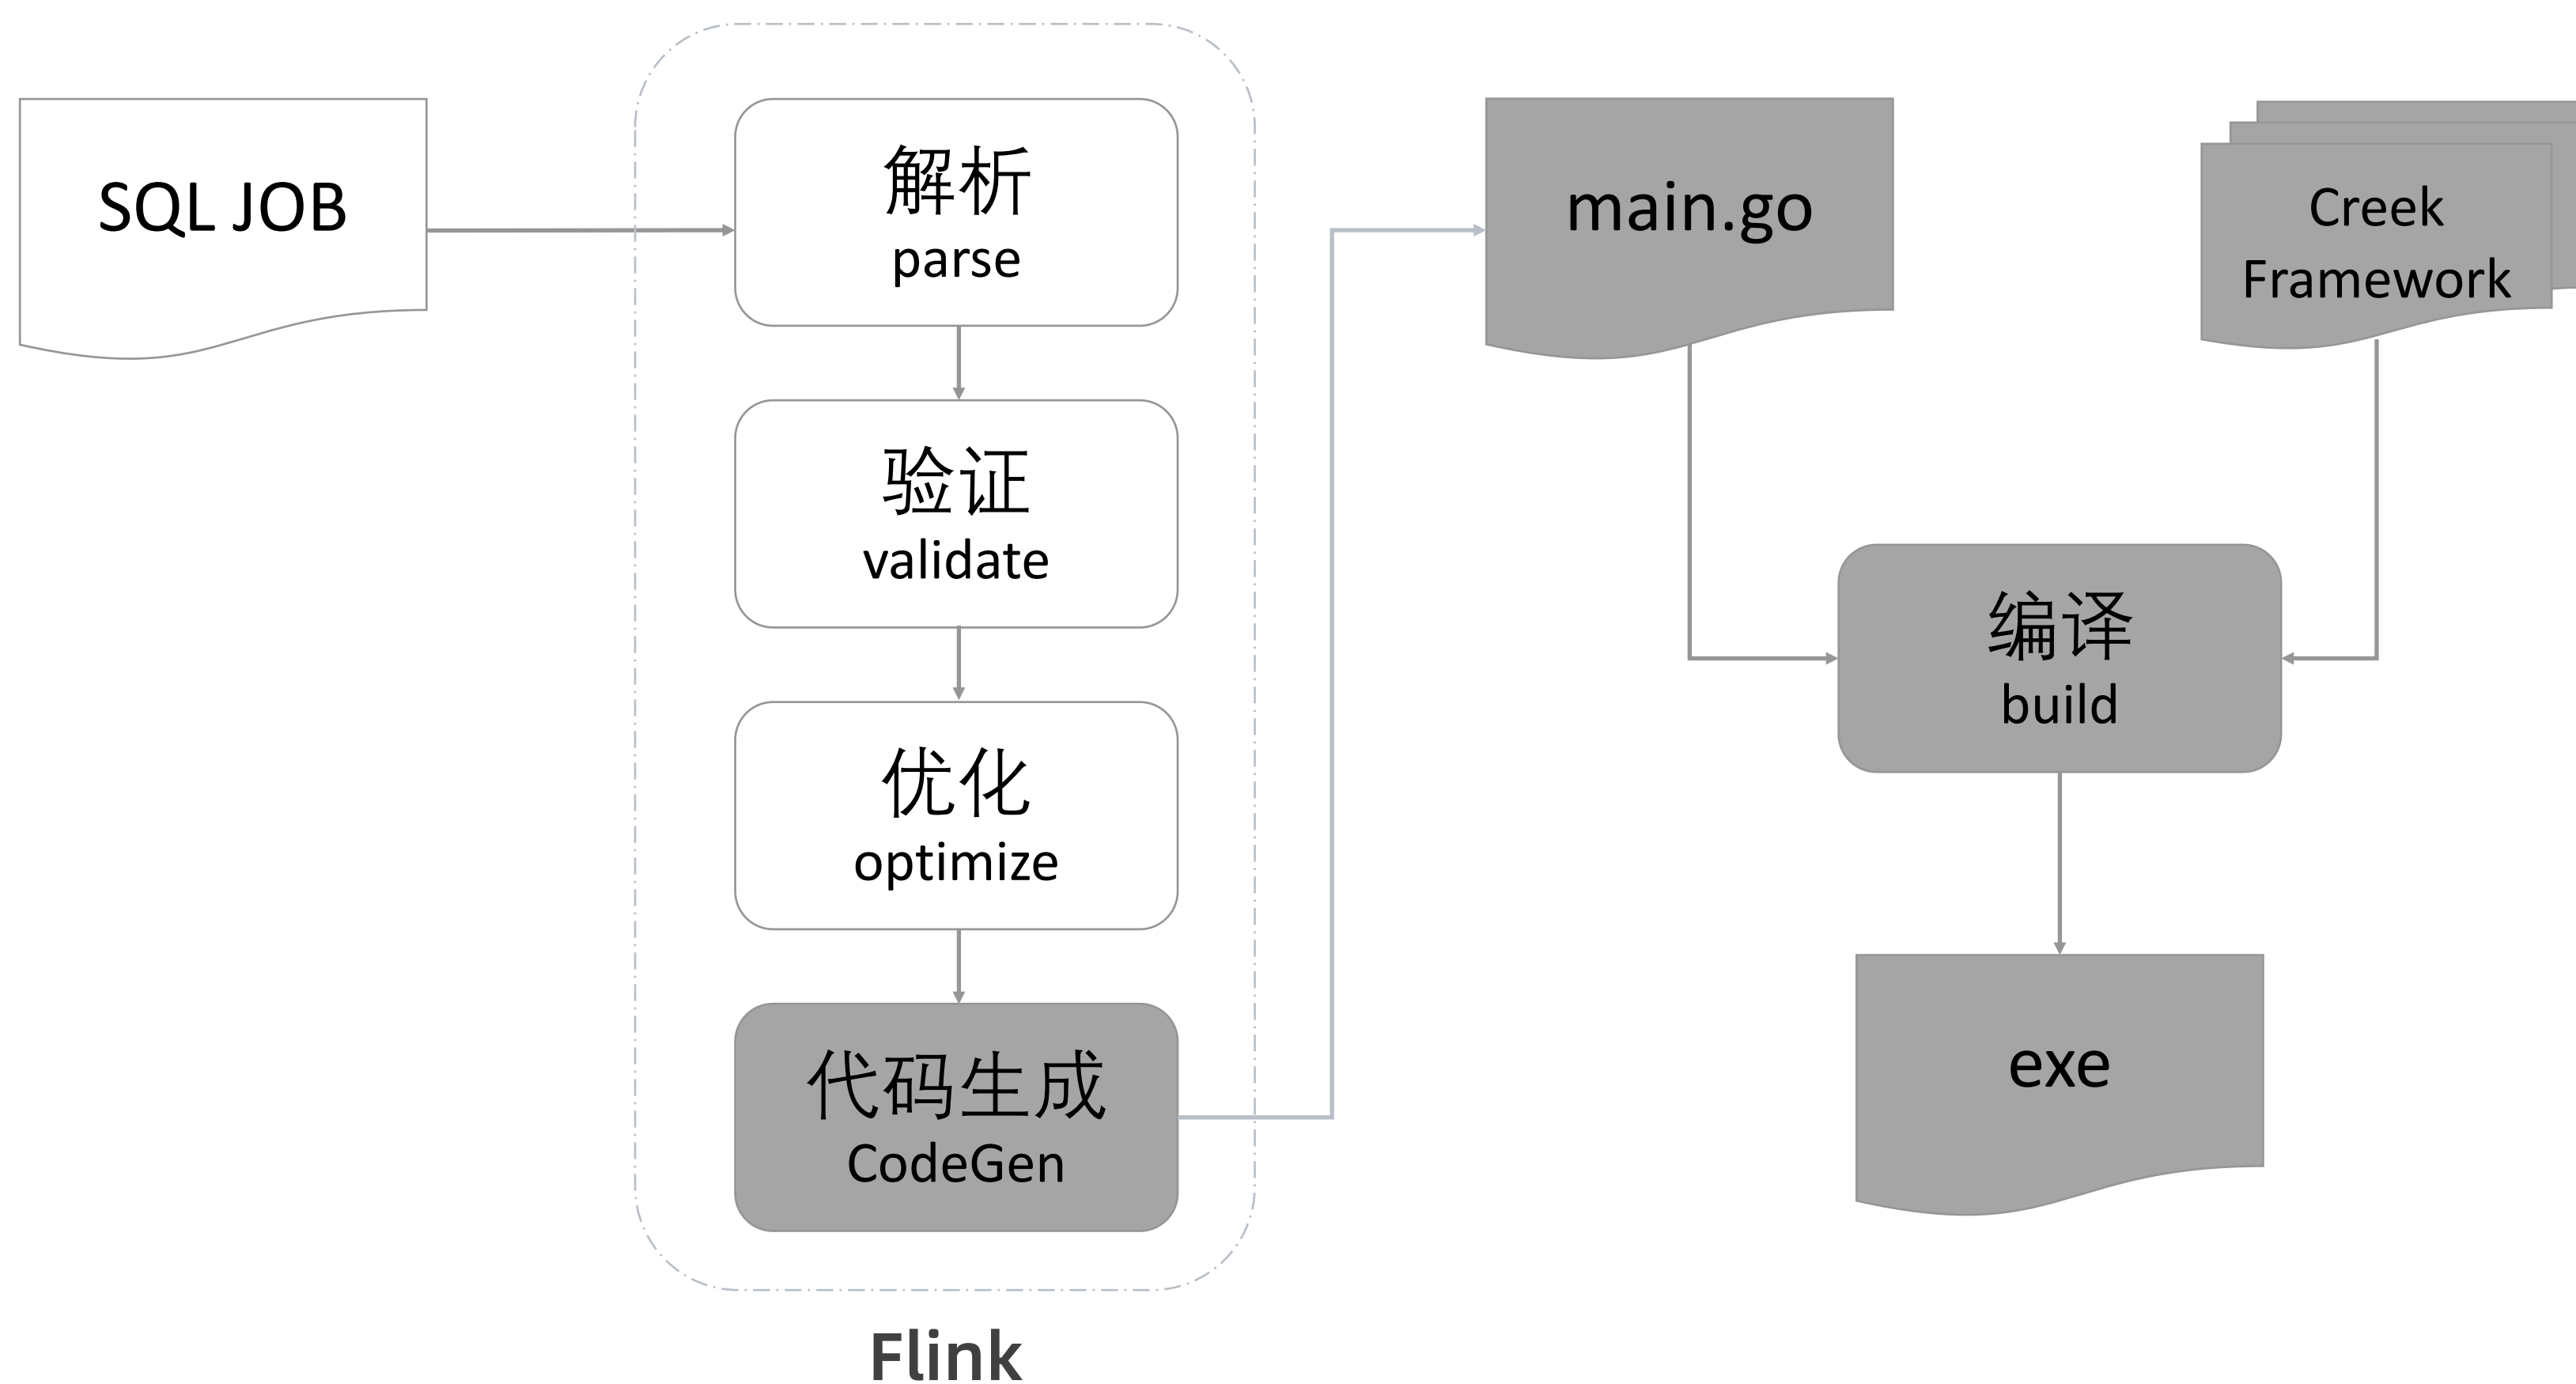 SQL JOB
解析
parse
验证
validate
优化
optimize
代码生成
CodeGen
Flink
main.go
Creek
Framework
编译
build
exe